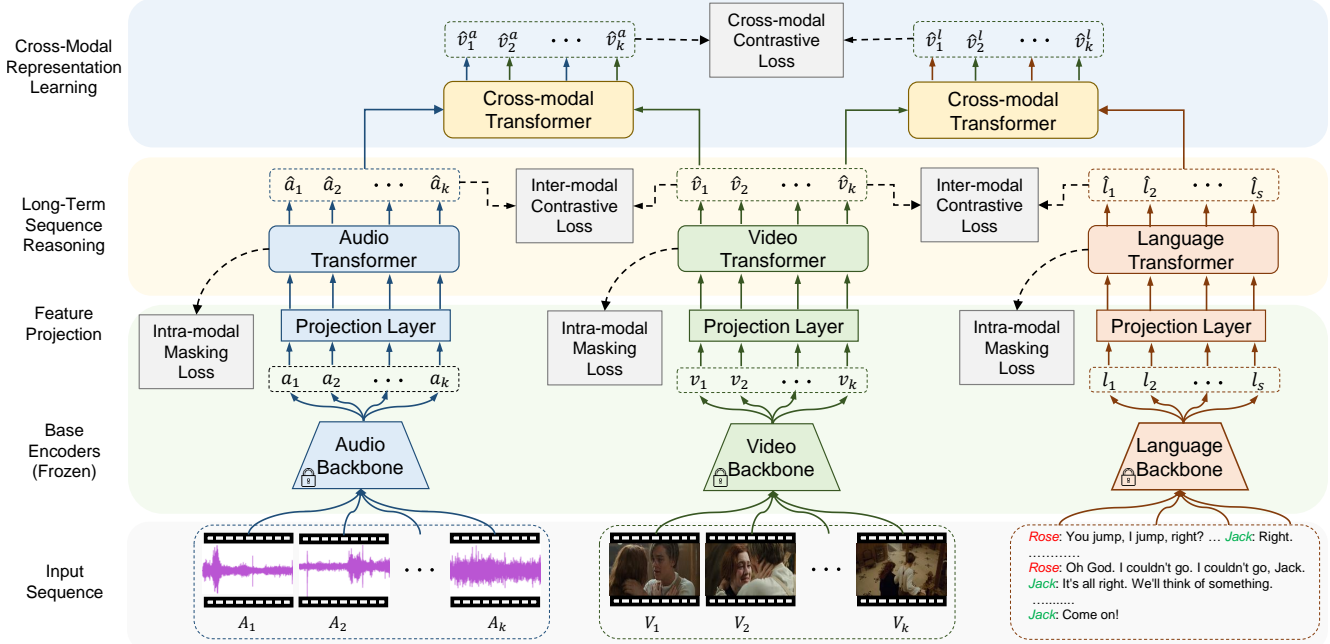 Cross-Modal
Representation
Learning
v̂₁ᵃ v̂₂ᵃ ··· v̂ₖᵃ
Cross-modal
Contrastive
Loss
v̂₁ˡ v̂₂ˡ ··· v̂ₖˡ
Cross-modal
Transformer
Cross-modal
Transformer
Long-Term
Sequence
Reasoning
â₁ â₂ ··· âₖ
Inter-modal
Contrastive
Loss
v̂₁ v̂₂ ··· v̂ₖ
Inter-modal
Contrastive
Loss
l̂₁ l̂₂ ··· l̂ₛ
Audio
Transformer
Video
Transformer
Language
Transformer
Feature
Projection
Intra-modal
Masking
Loss
Projection Layer
Intra-modal
Masking
Loss
Projection Layer
Intra-modal
Masking
Loss
Projection Layer
a₁ a₂ ··· aₖ
v₁ v₂ ··· vₖ
l₁ l₂ ··· lₛ
Base
Encoders
(Frozen)
Audio
Backbone
Video
Backbone
Language
Backbone
Input
Sequence
···
A₁ A₂ Aₖ
···
V₁ V₂ Vₖ
Rose: You jump, I jump, right? … Jack: Right.
.............
Rose: Oh God. I couldn't go. I couldn't go, Jack.
Jack: It's all right. We'll think of something.
...........
Jack: Come on!